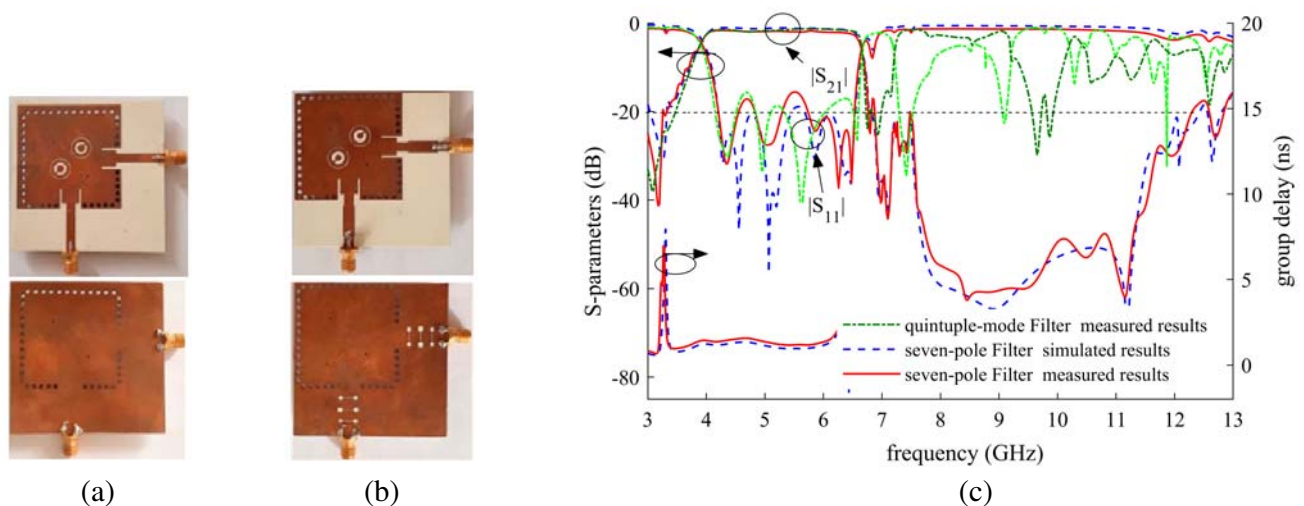 0
-20
-40
-60
-80
S-parameters (dB)
|S21|
|S11|
20
15
10
5
0
group delay (ns)
quintuple-mode Filter measured results
seven-pole Filter simulated results
seven-pole Filter measured results
3 4 5 6 7 8 9 10 11 12 13
frequency (GHz)
(a) (b) (c)